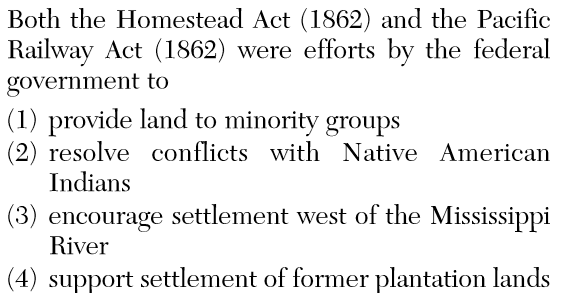 Both the Homestead Act (1862) and the Pacific
Railway Act (1862) were efforts by the federal
government to
(1) provide land to minority groups
(2) resolve conflicts with Native American
Indians
(3) encourage settlement west of the Mississippi
River
(4) support settlement of former plantation lands